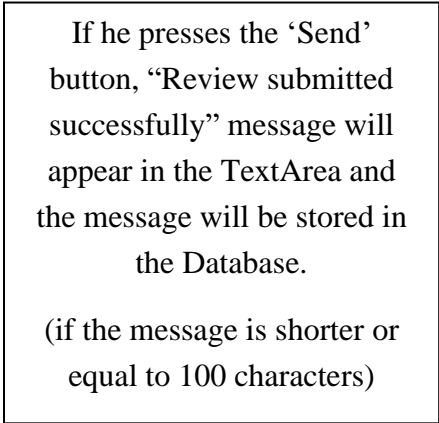 If he presses the ‘Send’
button, “Review submitted
successfully” message will
appear in the TextArea and
the message will be stored in
the Database.
(if the message is shorter or
equal to 100 characters)